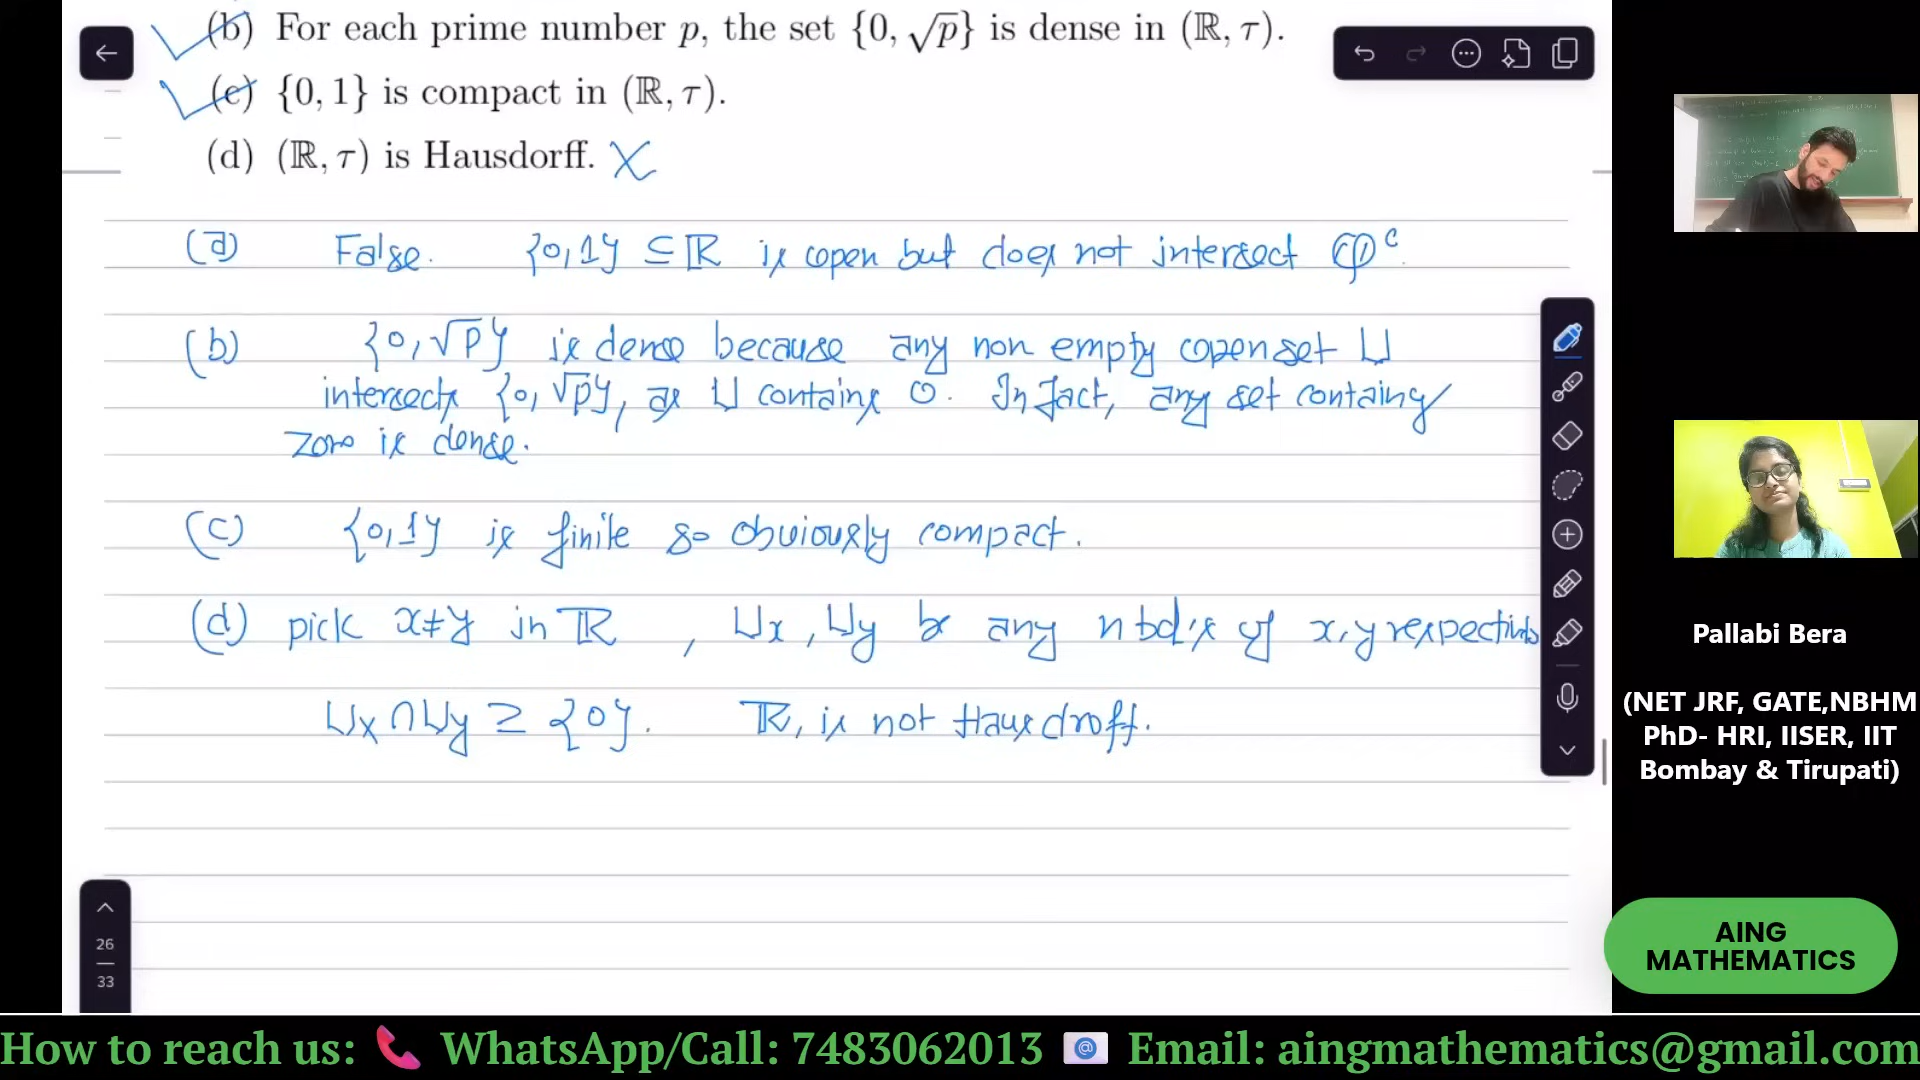 (b) For each prime number p, the set {0, √p} is dense in (ℝ, τ).
(c) {0, 1} is compact in (ℝ, τ).
(d) (ℝ, τ) is Hausdorff. X
(a) False. {0,1} ⊆ ℝ is open but does not intersect ℚᶜ.
(b) {0, √p} is dense because any non empty open set U
intersects {0, √p}, as U contains 0. In fact, any set containing
zero is dense.
(c) {0,1} is finite so obviously compact.
(d) pick x≠y in ℝ, Ux, Uy be any nbd's of x, y respectively
Ux ∩ Uy ⊇ {0}. ℝ, is not Hausdroff.
26
33
Pallabi Bera
(NET JRF, GATE,NBHM
PhD- HRI, IISER, IIT
Bombay & Tirupati)
AING
MATHEMATICS
How to reach us: 📞 WhatsApp/Call: 7483062013 📧 Email: aingmathematics@gmail.com